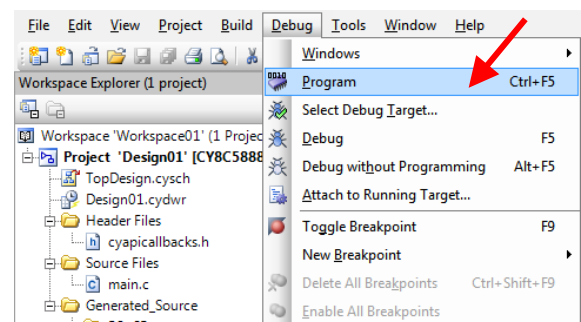 File Edit View Project Build Debug Tools Window Help
Windows
Workspace Explorer (1 project)
Program Ctrl+F5
Select Debug Target...
Workspace 'Workspace01' (1 Projec
Debug F5
Project 'Design01' [CY8C5888
Debug without Programming Alt+F5
TopDesign.cysch
Design01.cydwr
Attach to Running Target...
Header Files
Toggle Breakpoint F9
cyapicallbacks.h
New Breakpoint
Source Files
main.c
Delete All Breakpoints Ctrl+Shift+F9
Generated_Source
Enable All Breakpoints